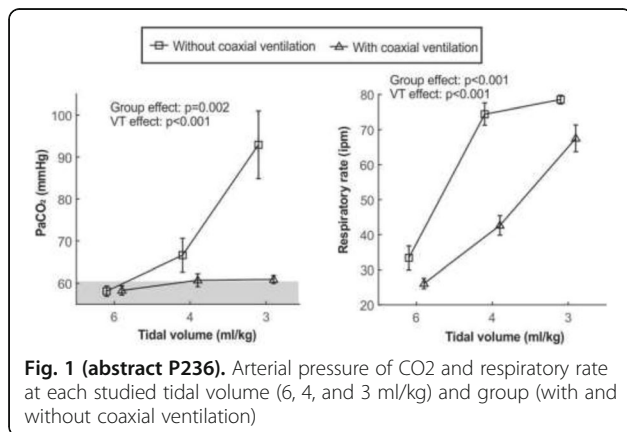 Without coaxial ventilation With coaxial ventilation
Group effect: p=0.002
VT effect: p<0.001
PaCO₂ (mmHg)
100
90
80
70
60
6 4 3
Tidal volume (ml/kg)
Group effect: p<0.001
VT effect: p<0.001
Respiratory rate (ipm)
80
70
60
50
40
30
20
6 4 3
Tidal volume (ml/kg)
Fig. 1 (abstract P236). Arterial pressure of CO2 and respiratory rate
at each studied tidal volume (6, 4, and 3 ml/kg) and group (with and
without coaxial ventilation)